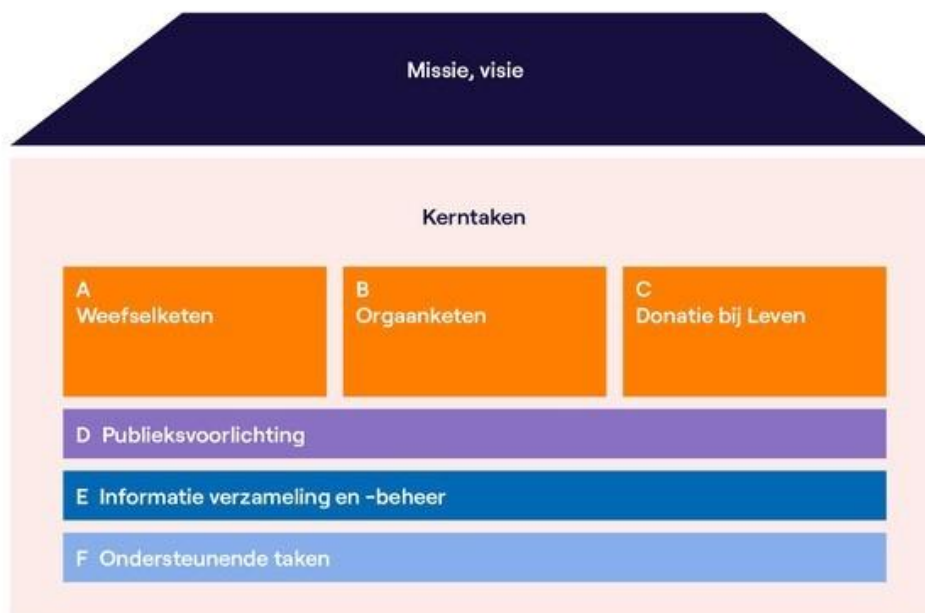 Missie, visie
Kerntaken
A
Weefselketen
B
Orgaanketen
C
Donatie bij Leven
D Publieksvoorlichting
E Informatie verzameling en -beheer
F Ondersteunende taken